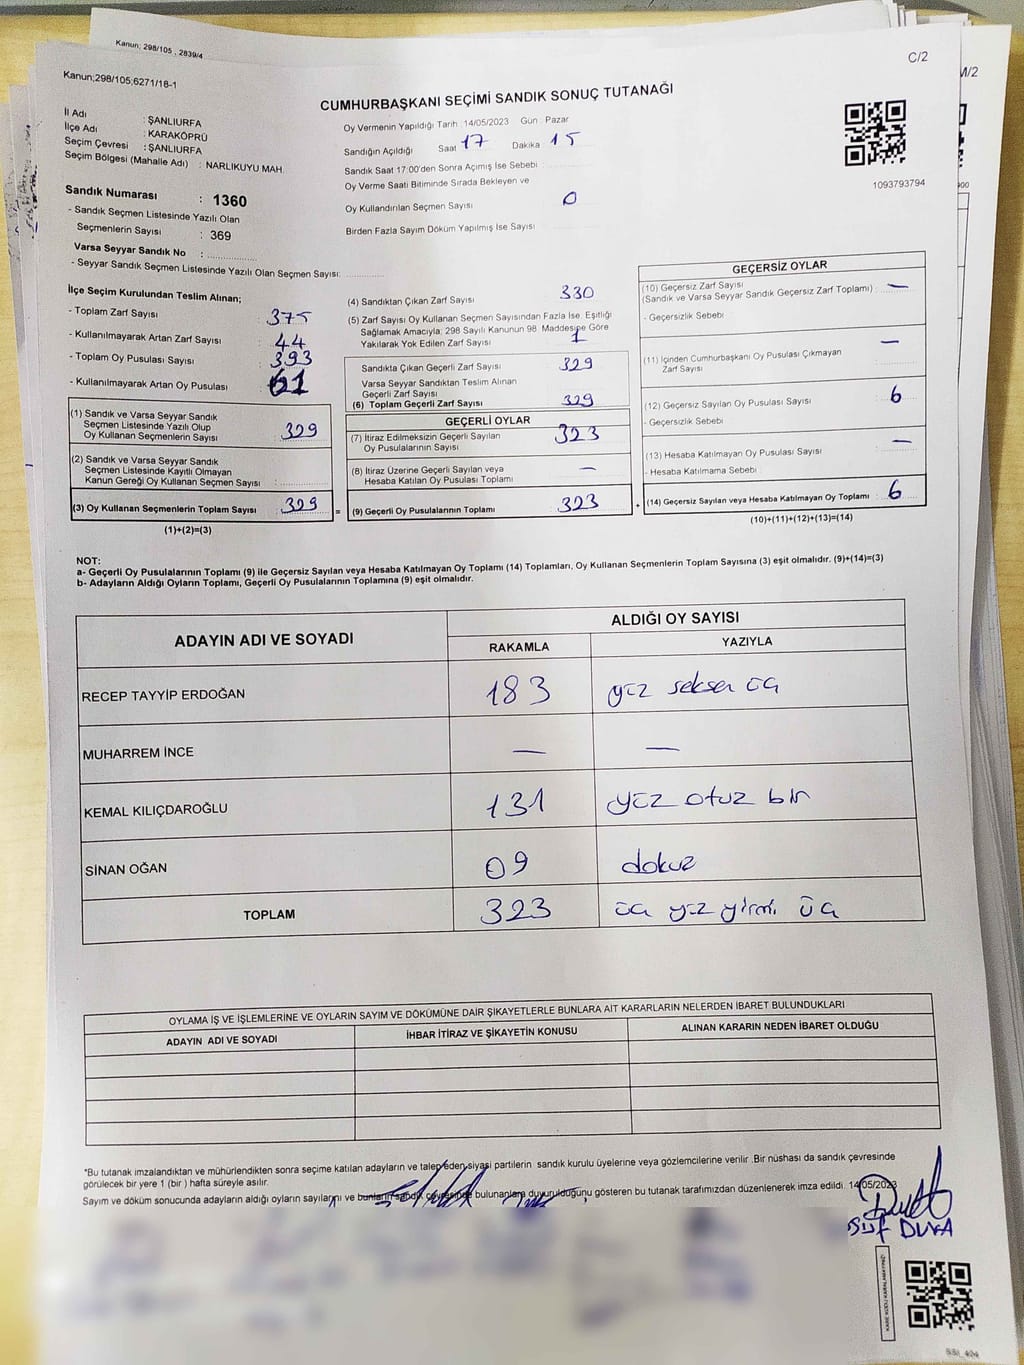 Kanun; 298/105 , 2839/4
C/2
M/2
Kanun;298/105;6271/18-1
CUMHURBAŞKANI SEÇİMİ SANDIK SONUÇ TUTANAĞI
İl Adı : ŞANLIURFA
İlçe Adı : KARAKÖPRÜ
Seçim Çevresi : ŞANLIURFA
Seçim Bölgesi (Mahalle Adı) : NARLIKUYU MAH.
Sandık Numarası : 1360
- Sandık Seçmen Listesinde Yazılı Olan
Seçmenlerin Sayısı : 369
Varsa Seyyar Sandık No :
- Seyyar Sandık Seçmen Listesinde Yazılı Olan Seçmen Sayısı:
Oy Vermenin Yapıldığı Tarih :14/05/2023 Gün : Pazar
Sandığın Açıldığı Saat 17 Dakika 15
Sandık Saat 17:00'den Sonra Açımış İse Sebebi :
Oy Verme Saati Bitiminde Sırada Bekleyen ve
Oy Kullandırılan Seçmen Sayısı 0
Birden Fazla Sayım Döküm Yapılmış İse Sayısı
1093793794
İlçe Seçim Kurulundan Teslim Alınan;
- Toplam Zarf Sayısı : 375
- Kullanılmayarak Artan Zarf Sayısı : 44
- Toplam Oy Pusulası Sayısı : 393
- Kullanılmayarak Artan Oy Pusulası : 61
(1) Sandık ve Varsa Seyyar Sandık
Seçmen Listesinde Yazılı Olup
Oy Kullanan Seçmenlerin Sayısı : 329
(2) Sandık ve Varsa Seyyar Sandık
Seçmen Listesinde Kayıtlı Olmayan
Kanun Gereği Oy Kullanan Seçmen Sayısı :
(3) Oy Kullanan Seçmenlerin Toplam Sayısı : 329 =
(1)+(2)=(3)
(4) Sandıktan Çıkan Zarf Sayısı 330
(5) Zarf Sayısı Oy Kullanan Seçmen Sayısından Fazla İse, Eşitliği
Sağlamak Amacıyla; 298 Sayılı Kanunun 98. Maddesine Göre
Yakılarak Yok Edilen Zarf Sayısı 1
Sandıkta Çıkan Geçerli Zarf Sayısı 329
Varsa Seyyar Sandıktan Teslim Alınan
Geçerli Zarf Sayısı
(6) Toplam Geçerli Zarf Sayısı 329
GEÇERLİ OYLAR
(7) İtiraz Edilmeksizin Geçerli Sayılan 323
Oy Pusulasının Sayısı
(8) İtiraz Üzerine Geçerli Sayılan veya —
Hesaba Katılan Oy Pusulası Toplamı
(9) Geçerli Oy Pusulalarının Toplamı 323 +
GEÇERSİZ OYLAR
(10) Geçersiz Zarf Sayısı
(Sandık ve Varsa Seyyar Sandık Geçersiz Zarf Toplamı) : —
- Geçersizlik Sebebi :
(11) İçinden Cumhurbaşkanı Oy Pusulası Çıkmayan —
Zarf Sayısı
(12) Geçersiz Sayılan Oy Pusulası Sayısı : 6
- Geçersizlik Sebebi :
(13) Hesaba Katılmayan Oy Pusulası Sayısı : —
- Hesaba Katılmama Sebebi :
(14) Geçersiz Sayılan veya Hesaba Katılmayan Oy Toplamı : 6
(10)+(11)+(12)+(13)=(14)
NOT:
a- Geçerli Oy Pusulalarının Toplamı (9) ile Geçersiz Sayılan veya Hesaba Katılmayan Oy Toplamı (14) Toplamları, Oy Kullanan Seçmenlerin Toplam Sayısına (3) eşit olmalıdır. (9)+(14)=(3)
b- Adayların Aldığı Oyların Toplamı, Geçerli Oy Pusulalarının Toplamına (9) eşit olmalıdır.
ADAYIN ADI VE SOYADI ALDIĞI OY SAYISI
RAKAMLA YAZIYLA
RECEP TAYYİP ERDOĞAN 183 yüz seksen üç
MUHARREM İNCE — —
KEMAL KILIÇDAROĞLU 131 yüz otuz bir
SİNAN OĞAN 09 dokuz
TOPLAM 323 üç yüz yirmi üç
OYLAMA İŞ VE İŞLEMLERİNE VE OYLARIN SAYIM VE DÖKÜMÜNE DAİR ŞİKAYETLERLE BUNLARA AİT KARARLARIN NELERDEN İBARET BULUNDUKLARI
ADAYIN ADI VE SOYADI İHBAR İTİRAZ VE ŞİKAYETİN KONUSU ALINAN KARARIN NEDEN İBARET OLDUĞU
*Bu tutanak imzalandıktan ve mühürlendikten sonra seçime katılan adayların ve talep eden siyasi partilerin sandık kurulu üyelerine veya gözlemcilerine verilir .Bir nüshası da sandık çevresinde
görülecek bir yere 1 (bir ) hafta süreyle asılır.
Sayım ve döküm sonucunda adayların aldığı oyların sayılarını ve bunların sandık çevresinde bulunanlara duyurulduğunu gösteren bu tutanak tarafımızdan düzenlenerek imza edildi. 14/05/2023